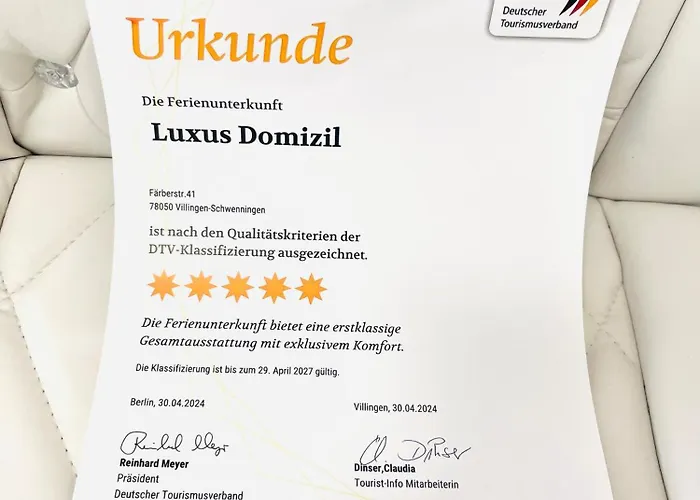 Deutscher
Tourismusverband
Urkunde
Die Ferienunterkunft
Luxus Domizil
Färberstr.41
78050 Villingen-Schwenningen
ist nach den Qualitätskriterien der
DTV-Klassifizierung ausgezeichnet.
Die Ferienunterkunft bietet eine erstklassige
Gesamtausstattung mit exklusivem Komfort.
Die Klassifizierung ist bis zum 29. April 2027 gültig.
Berlin, 30.04.2024
Villingen, 30.04.2024
Reinhard Meyer
Präsident
Deutscher Tourismusverband
Dinser,Claudia
Tourist-Info Mitarbeiterin